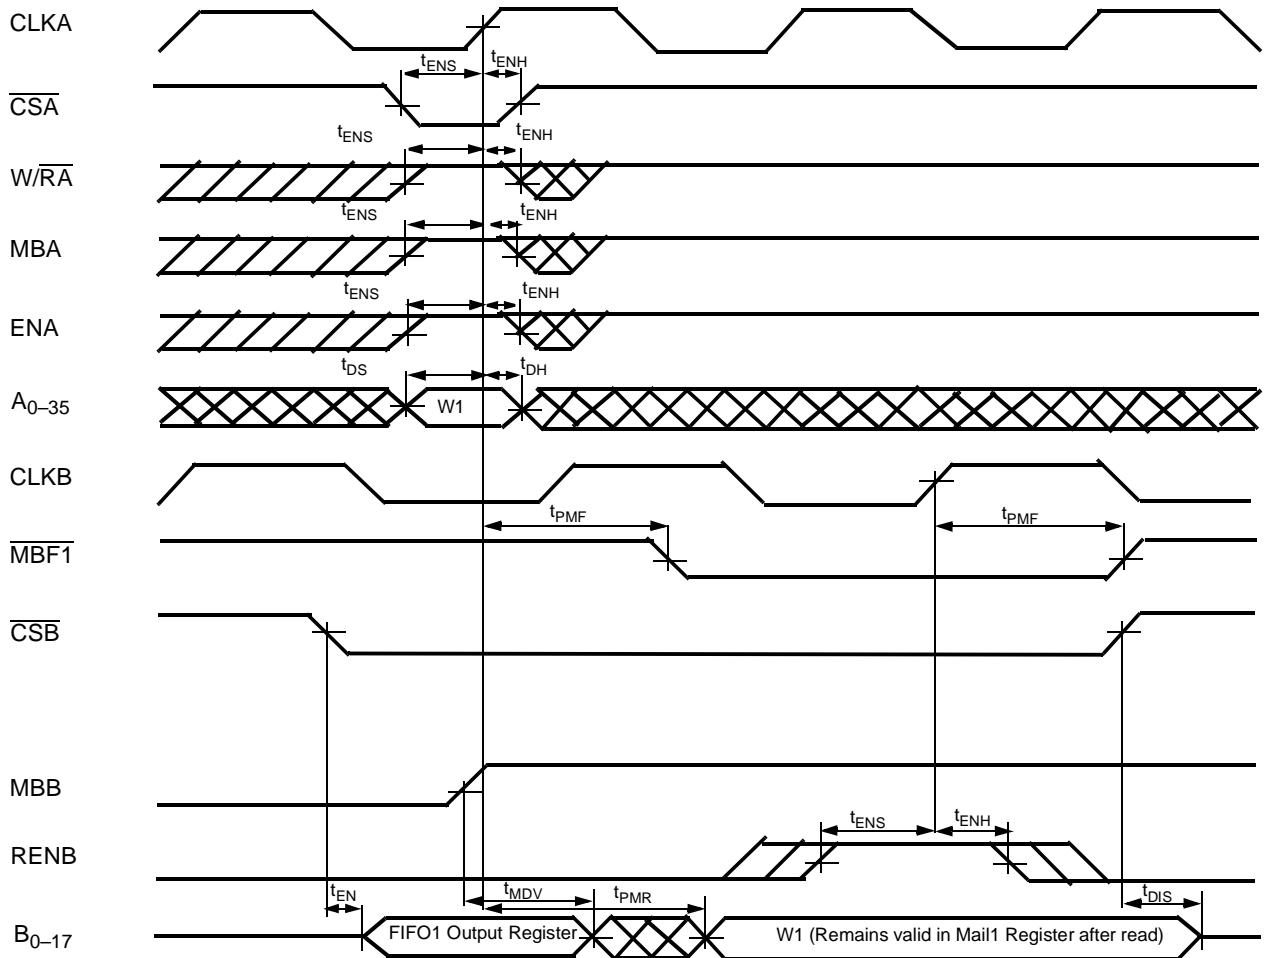 CLKA
tENS tENH
CSA
tENS tENH
W/RA
tENS tENH
MBA
tENS tENH
ENA
tDS tDH
A0–35 W1
CLKB
tPMF tPMF
MBF1
CSB
MBB
tENS tENH
RENB
tEN tMDV tPMR tDIS
B0–17 FIFO1 Output Register W1 (Remains valid in Mail1 Register after read)